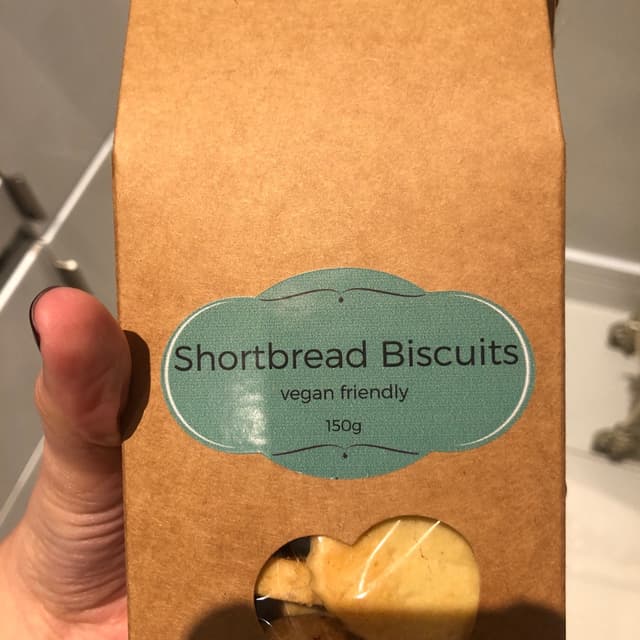 Shortbread Biscuits
vegan friendly
150g